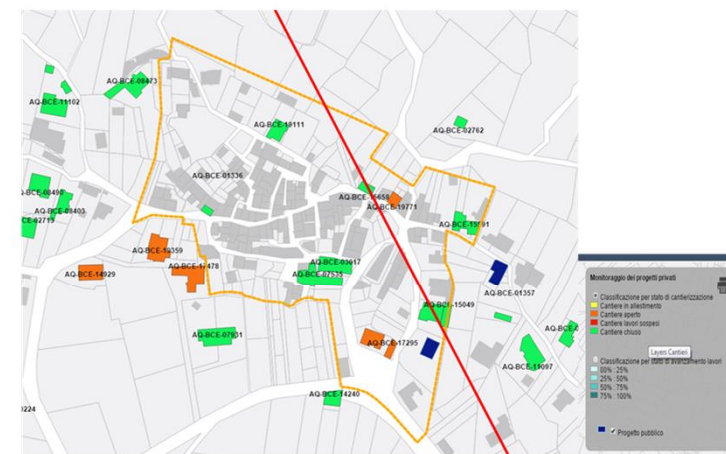 AQ-BCE-08473
AQ-BCE-11102
AQ-BCE-10111
AQ-BCE-02762
AQ-BCE-01336
AQ-BCE-08403
AQ-BCE-19771
AQ-BCE-10359
AQ-BCE-03017
AQ-BCE-14929
AQ-BCE-17478
AQ-BCE-07535
AQ-BCE-01357
AQ-BCE-15049
AQ-BCE-07931
AQ-BCE-17295
AQ-BCE-11097
AQ-BCE-14240
0224
Monitoraggio dei progetti privati
Classificazione per stato di cantierizzazione
Cantiere in allestimento
Cantiere aperto
Cantiere lavori sospesi
Cantiere chiuso
Layers Cantieri
Classificazione per stato di avanzamento lavori
00% : 25%
25% : 50%
50% : 75%
75% : 100%
Progetto pubblico